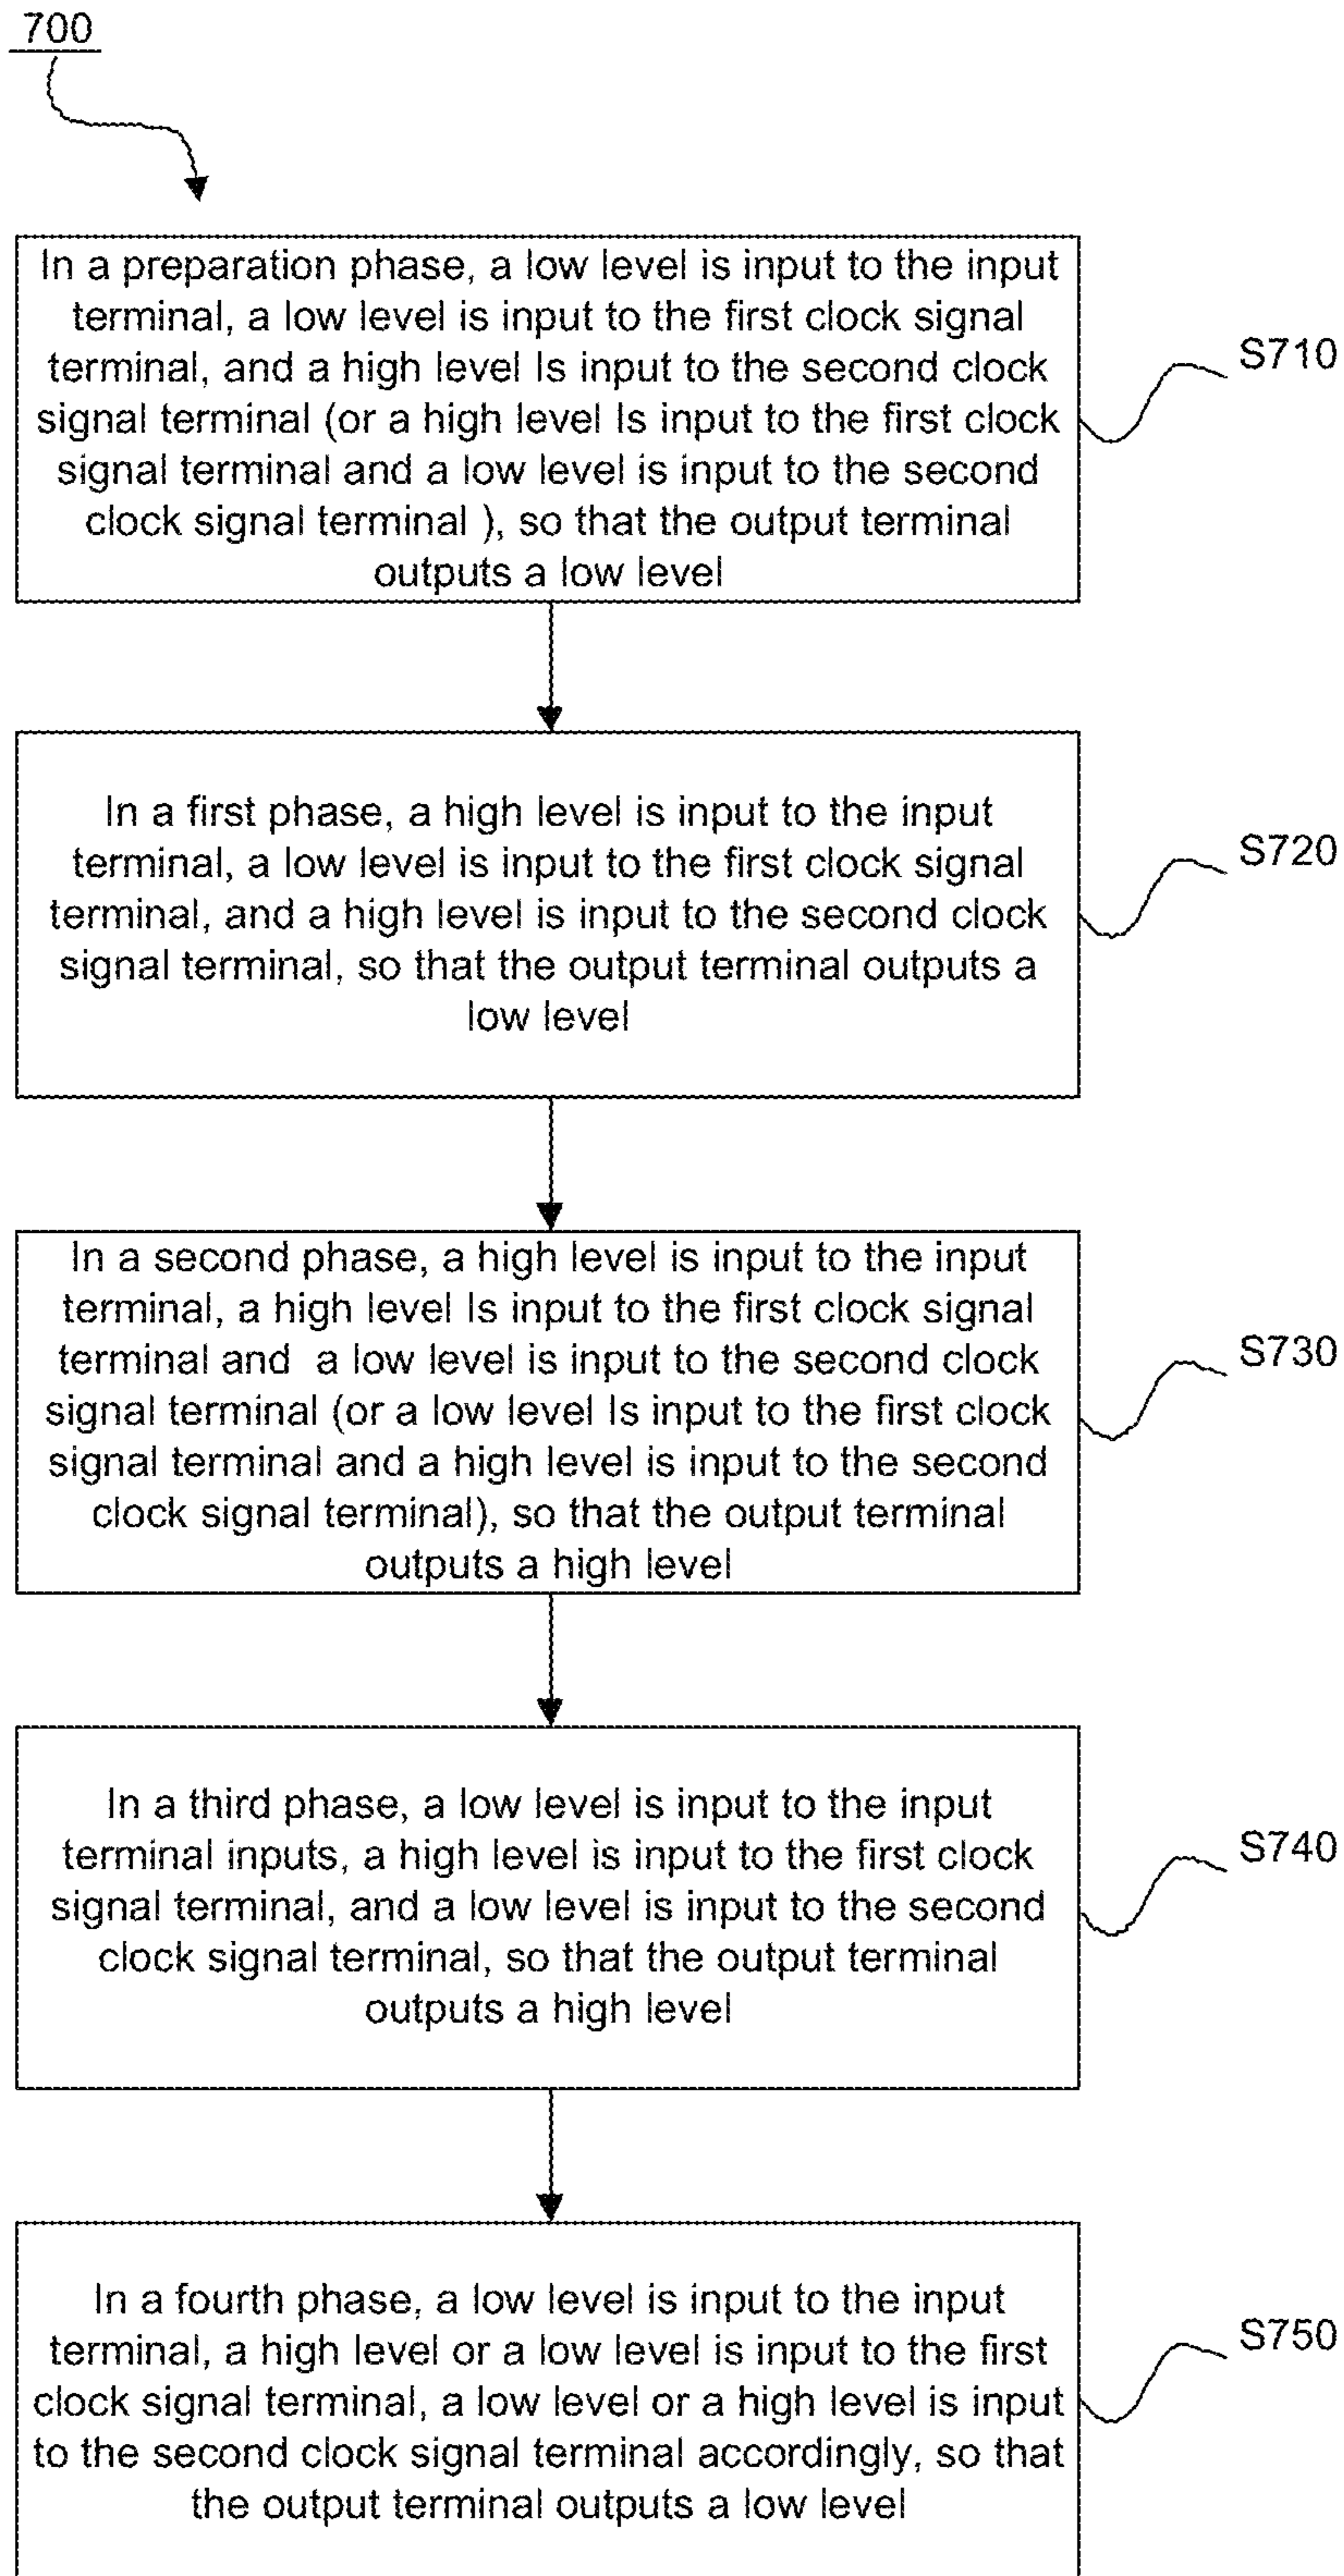 700
In a preparation phase, a low level is input to the input
terminal, a low level is input to the first clock signal
terminal, and a high level Is input to the second clock
signal terminal (or a high level Is input to the first clock
signal terminal and a low level is input to the second
clock signal terminal ), so that the output terminal
outputs a low level
S710
In a first phase, a high level is input to the input
terminal, a low level is input to the first clock signal
terminal, and a high level is input to the second clock
signal terminal, so that the output terminal outputs a
low level
S720
In a second phase, a high level is input to the input
terminal, a high level Is input to the first clock signal
terminal and  a low level is input to the second clock
signal terminal (or a low level Is input to the first clock
signal terminal and a high level is input to the second
clock signal terminal), so that the output terminal
outputs a high level
S730
In a third phase, a low level is input to the input
terminal inputs, a high level is input to the first clock
signal terminal, and a low level is input to the second
clock signal terminal, so that the output terminal
outputs a high level
S740
In a fourth phase, a low level is input to the input
terminal, a high level or a low level is input to the first
clock signal terminal, a low level or a high level is input
to the second clock signal terminal accordingly, so that
the output terminal outputs a low level
S750